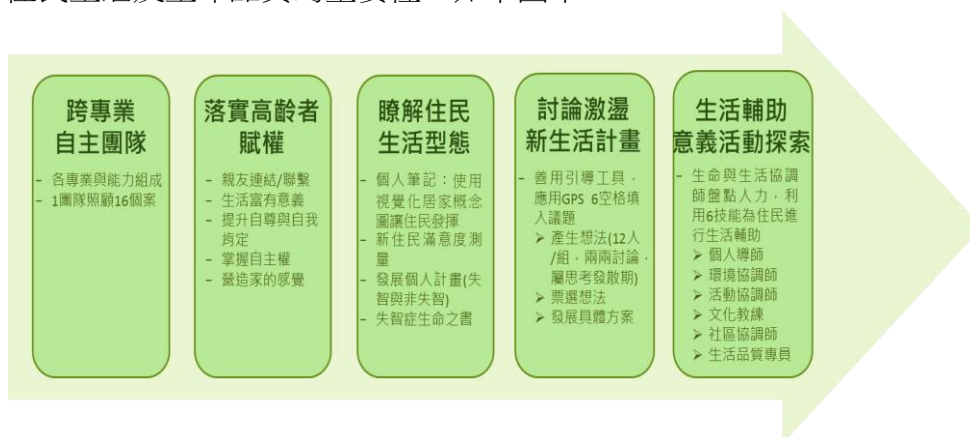 跨專業
自主團隊
- 各專業與能力組成
- 1團隊照顧16個案
落實高齡者
賦權
- 親友連結/聯繫
- 生活富有意義
- 提升自尊與自我
肯定
- 掌握自主權
- 營造家的感覺
瞭解住民
生活型態
- 個人筆記：使用
視覺化居家概念
圖讓住民發揮
- 新住民滿意度測
量
- 發展個人計畫(失
智與非失智)
- 失智症生命之書
討論激盪
新生活計畫
- 善用引導工具，
應用GPS 6空格填
入議題
➢ 產生想法(12人
/組，兩兩討論，
屬思考發散期)
➢ 票選想法
➢ 發展具體方案
生活輔助
意義活動探索
- 生命與生活協調
師盤點人力，利
用6技能為住民進
行生活輔助
➢ 個人導師
➢ 環境協調師
➢ 活動協調師
➢ 文化教練
➢ 社區協調師
➢ 生活品質專員